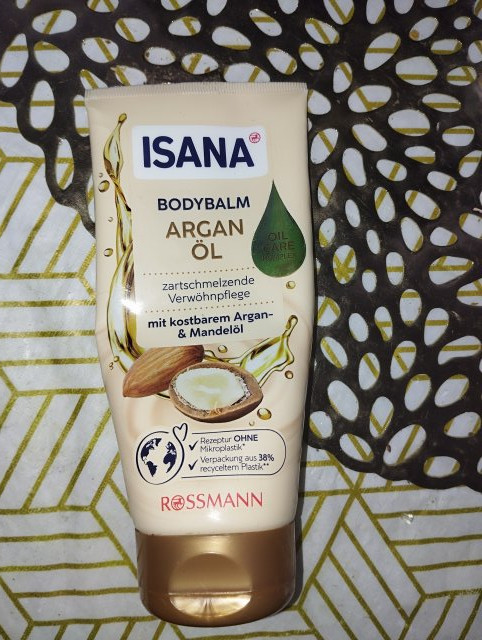 ISANA
BODYBALM
ARGAN
ÖL
OIL
CARE
zartschmelzende
Verwöhnpflege
mit kostbarem Argan-
& Mandelöl
Rezeptur OHNE
Mikroplastik*
Verpackung aus 38%
recyceltem Plastik**
ROSSMANN